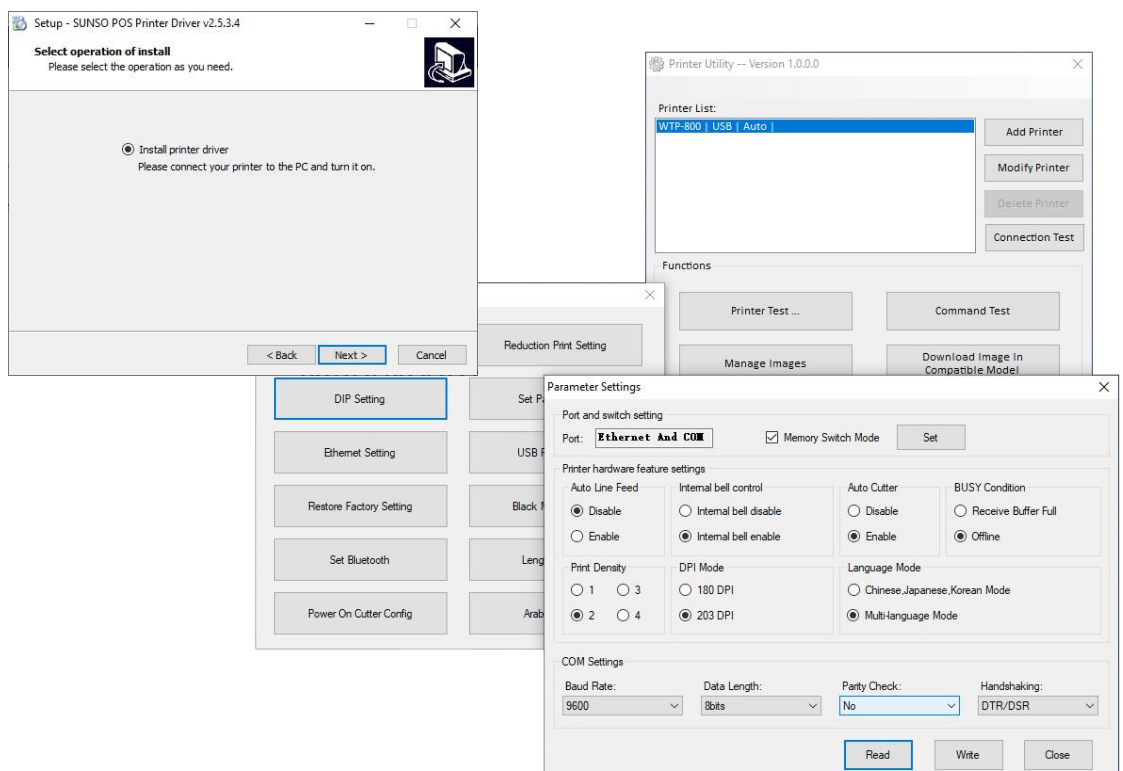 Setup - SUNSO POS Printer Driver v2.5.3.4
Select operation of install
Please select the operation as you need.
Install printer driver
Please connect your printer to the PC and turn it on.
< Back
Next >
Cancel
Printer Utility -- Version 1.0.0.0
Printer List:
WTP-800 | USB | Auto |
Add Printer
Modify Printer
Delete Printer
Connection Test
Functions
Printer Test ...
Command Test
Manage Images
Download Image In
Compatible Model
Reduction Print Setting
DIP Setting
Set
Ethernet Setting
USB
Restore Factory Setting
Black
Set Bluetooth
Leng
Power On Cutter Config
Arab
Parameter Settings
Port and switch setting
Port:
Ethernet And COM
Memory Switch Mode
Set
Printer hardware feature settings
Auto Line Feed
Disable
Enable
Internal bell control
Internal bell disable
Internal bell enable
Auto Cutter
Disable
Enable
BUSY Condition
Receive Buffer Full
Offline
Print Density
1
3
2
4
DPI Mode
180 DPI
203 DPI
Language Mode
Chinese,Japanese,Korean Mode
Multi-language Mode
COM Settings
Baud Rate:
9600
Data Length:
8bits
Parity Check:
No
Handshaking:
DTR/DSR
Read
Write
Close